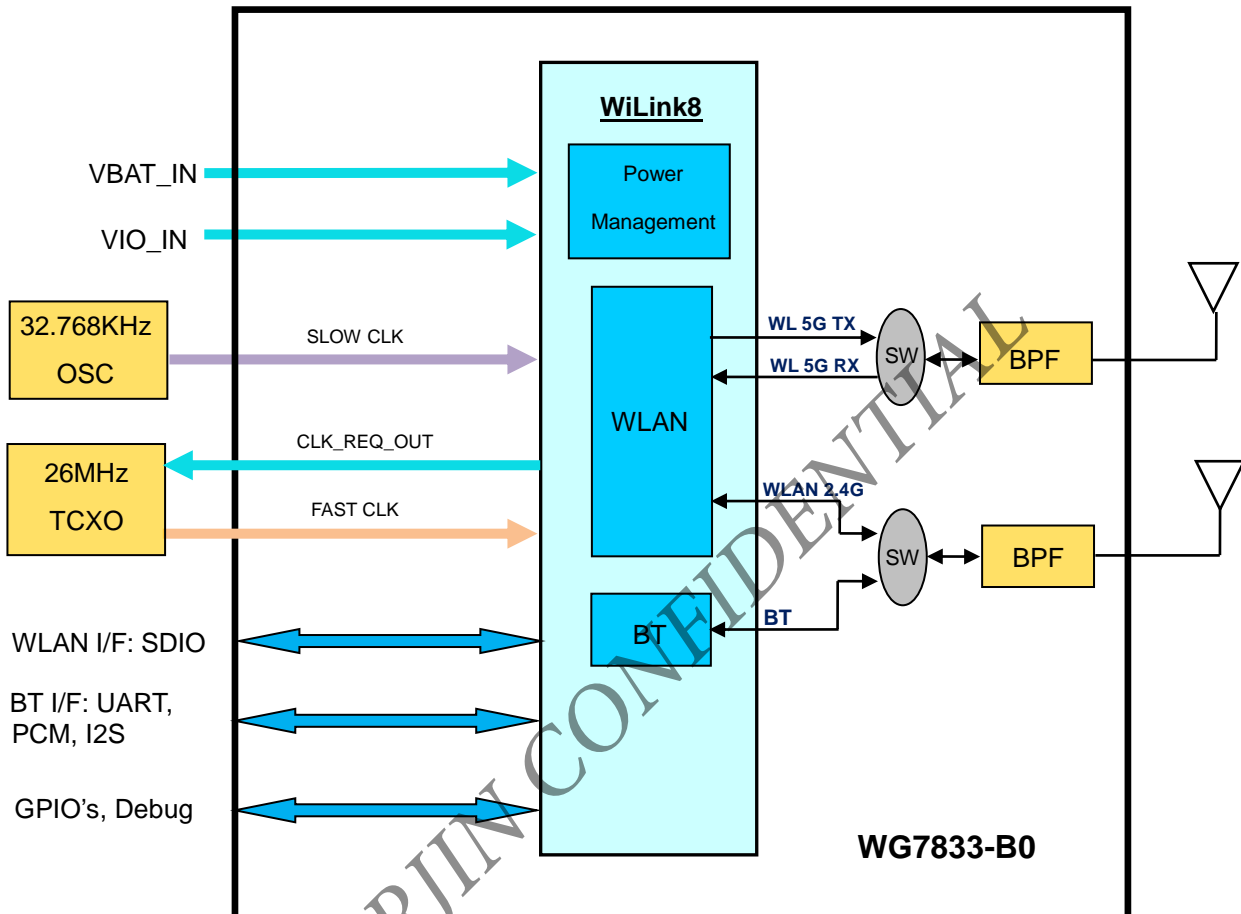 WiLink8
Power
Management
VBAT_IN
VIO_IN
32.768KHz
OSC
SLOW CLK
WL 5G TX
WL 5G RX
SW
BPF
WLAN
CLK_REQ_OUT
26MHz
TCXO
FAST CLK
WLAN 2.4G
SW
BPF
BT
BT
WLAN I/F: SDIO
BT I/F: UART,
PCM, I2S
GPIO's, Debug
WG7833-B0
RJIN CONFIDENTIAL